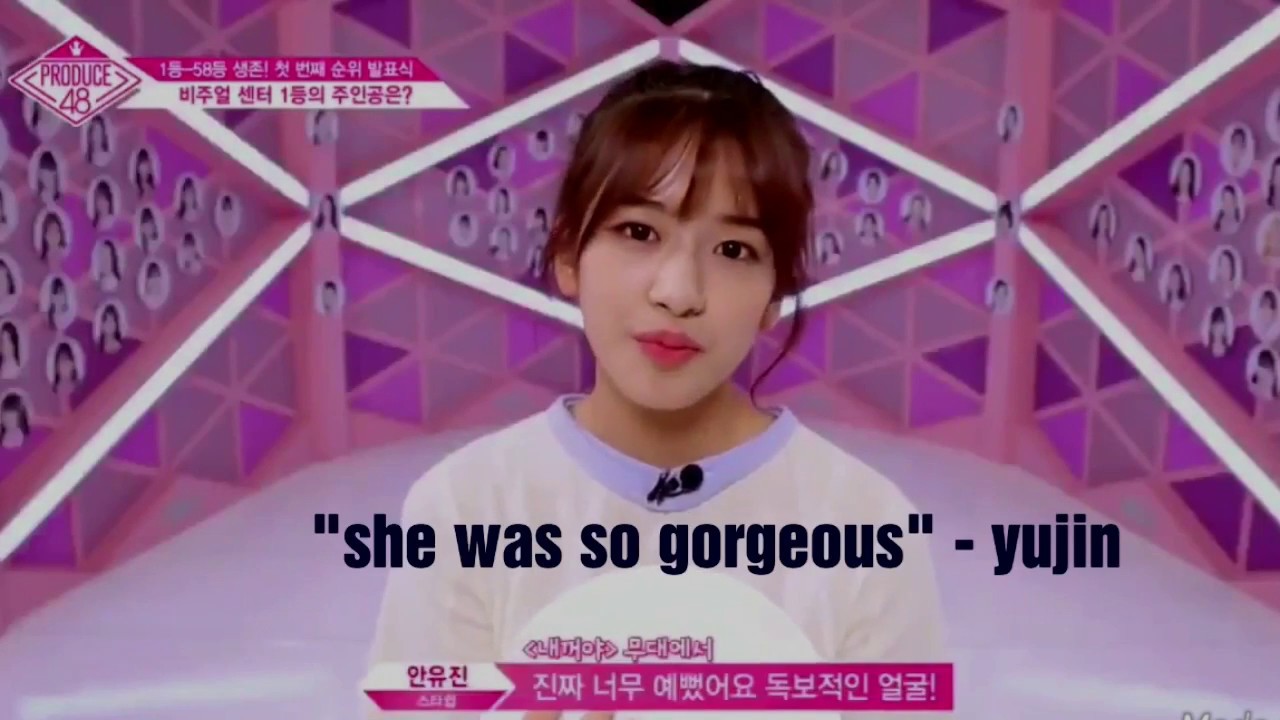 PRODUCE
48
1등–58등 생존! 첫 번째 순위 발표식
비주얼 센터 1등의 주인공은?
"she was so gorgeous" - yujin
<내꺼야> 무대에서
안유진
스타쉽
진짜 너무 예뻤어요 독보적인 얼굴!